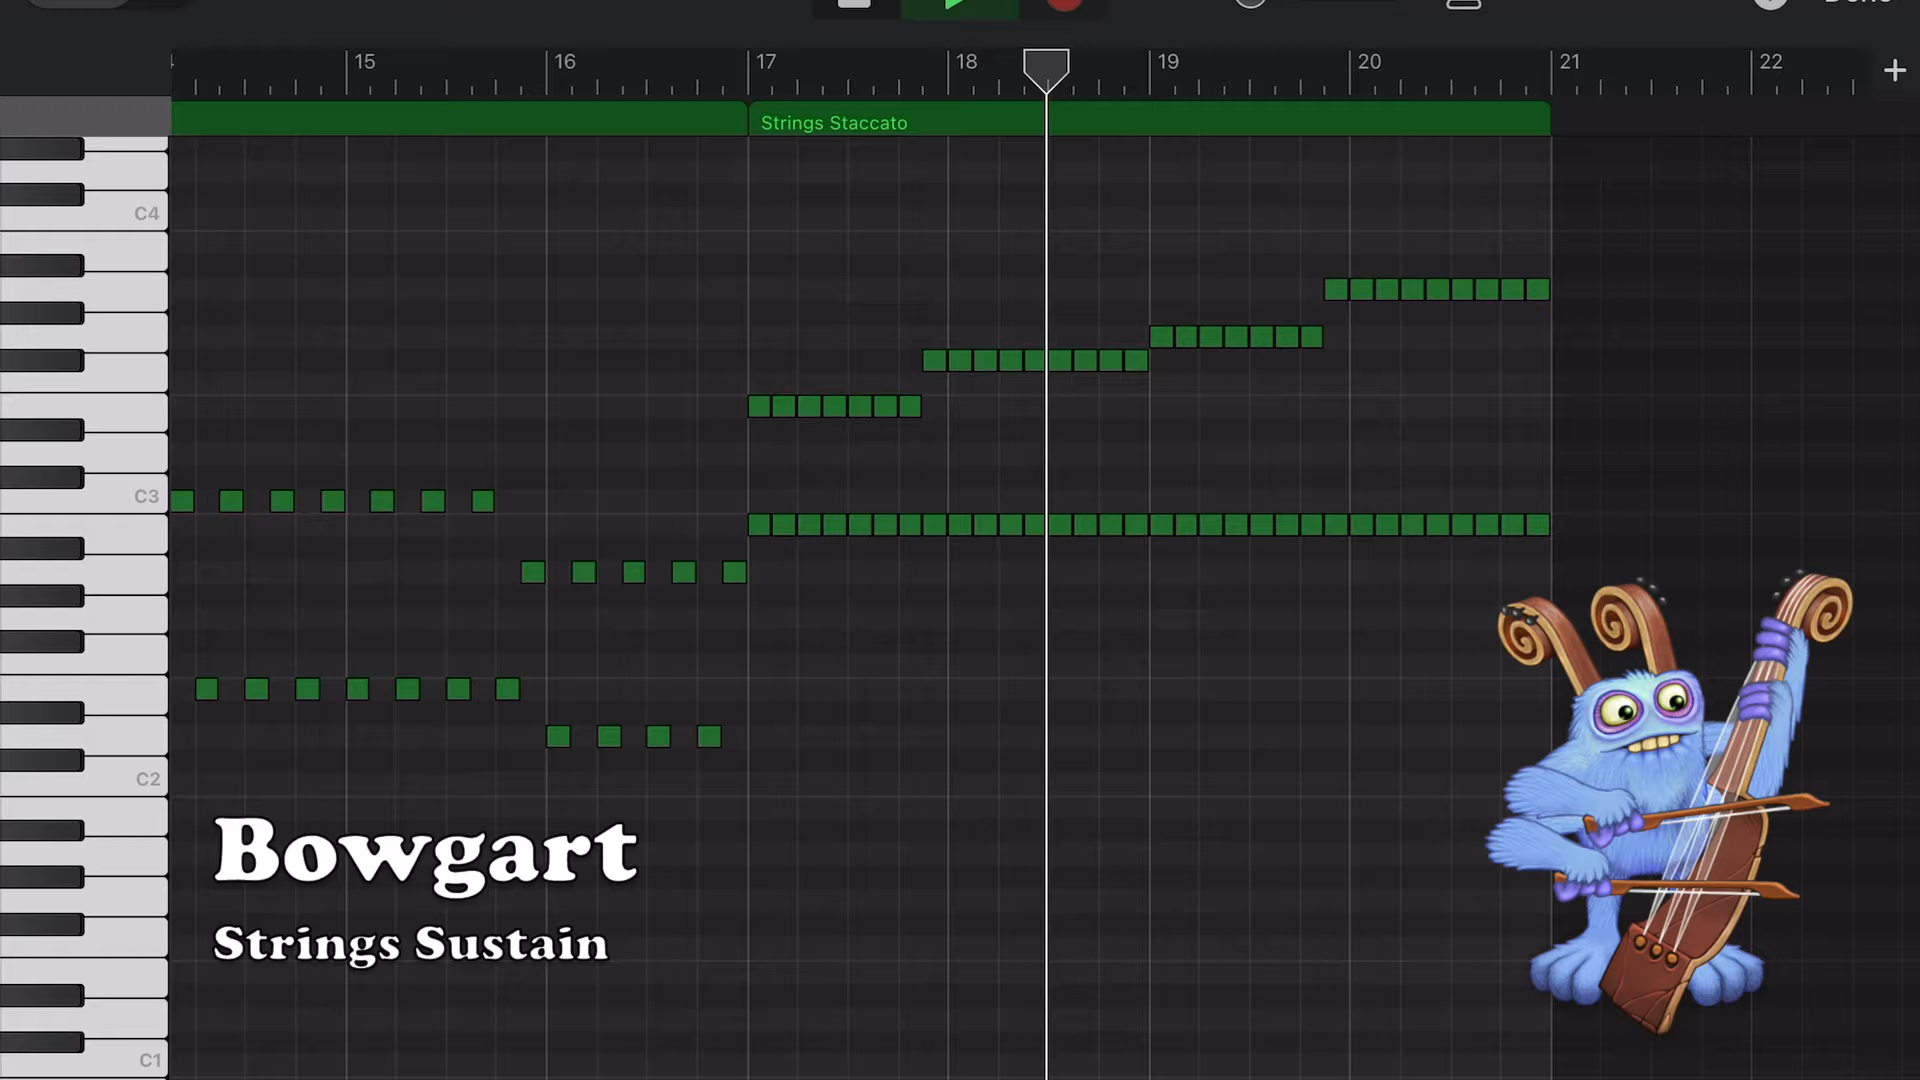 15 16 17 18 19 20 21 22
Strings Staccato
C4
C3
C2
Bowgart
Strings Sustain
C1